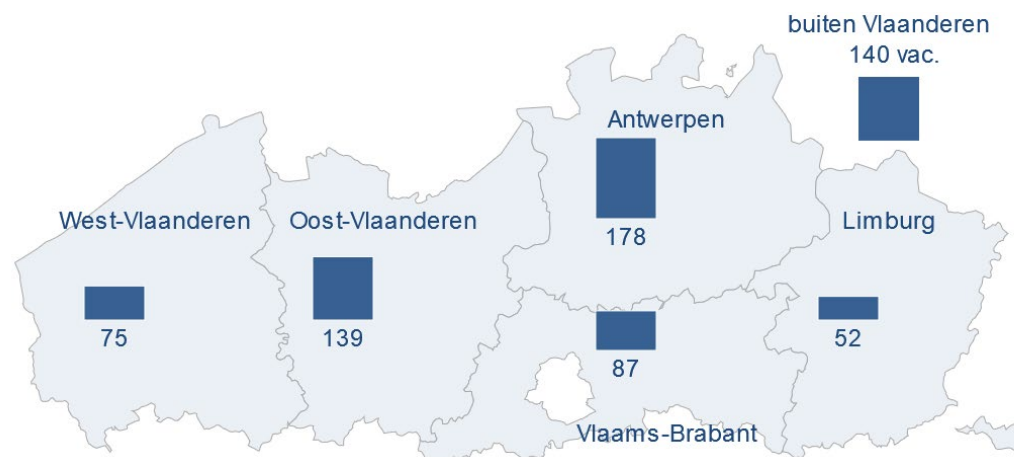 buiten Vlaanderen
140 vac.
Antwerpen
178
West-Vlaanderen
75
Oost-Vlaanderen
139
Limburg
52
87
Vlaams-Brabant